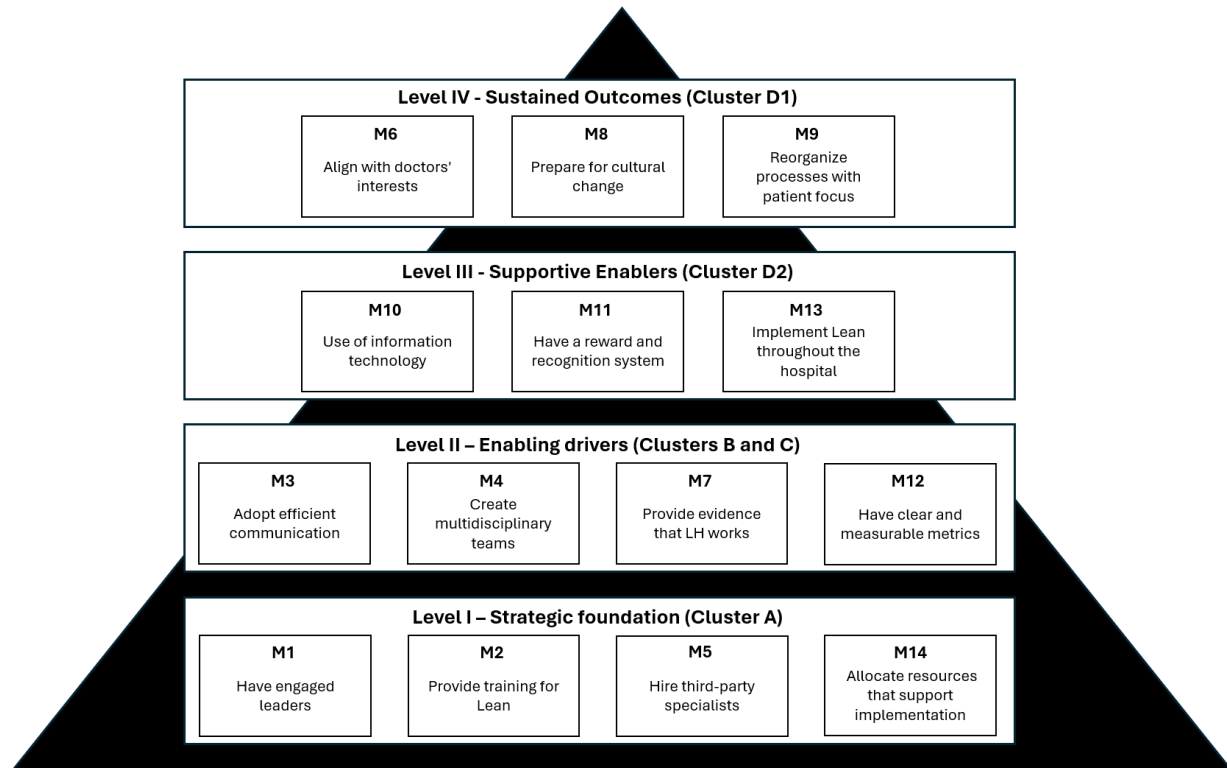 Level IV - Sustained Outcomes (Cluster D1)
M6
Align with doctors'
interests
M8
Prepare for cultural
change
M9
Reorganize
processes with
patient focus
Level III - Supportive Enablers (Cluster D2)
M10
Use of information
technology
M11
Have a reward and
recognition system
M13
Implement Lean
throughout the
hospital
Level II – Enabling drivers (Clusters B and C)
M3
Adopt efficient
communication
M4
Create
multidisciplinary
teams
M7
Provide evidence
that LH works
M12
Have clear and
measurable metrics
Level I – Strategic foundation (Cluster A)
M1
Have engaged
leaders
M2
Provide training for
Lean
M5
Hire third-party
specialists
M14
Allocate resources
that support
implementation